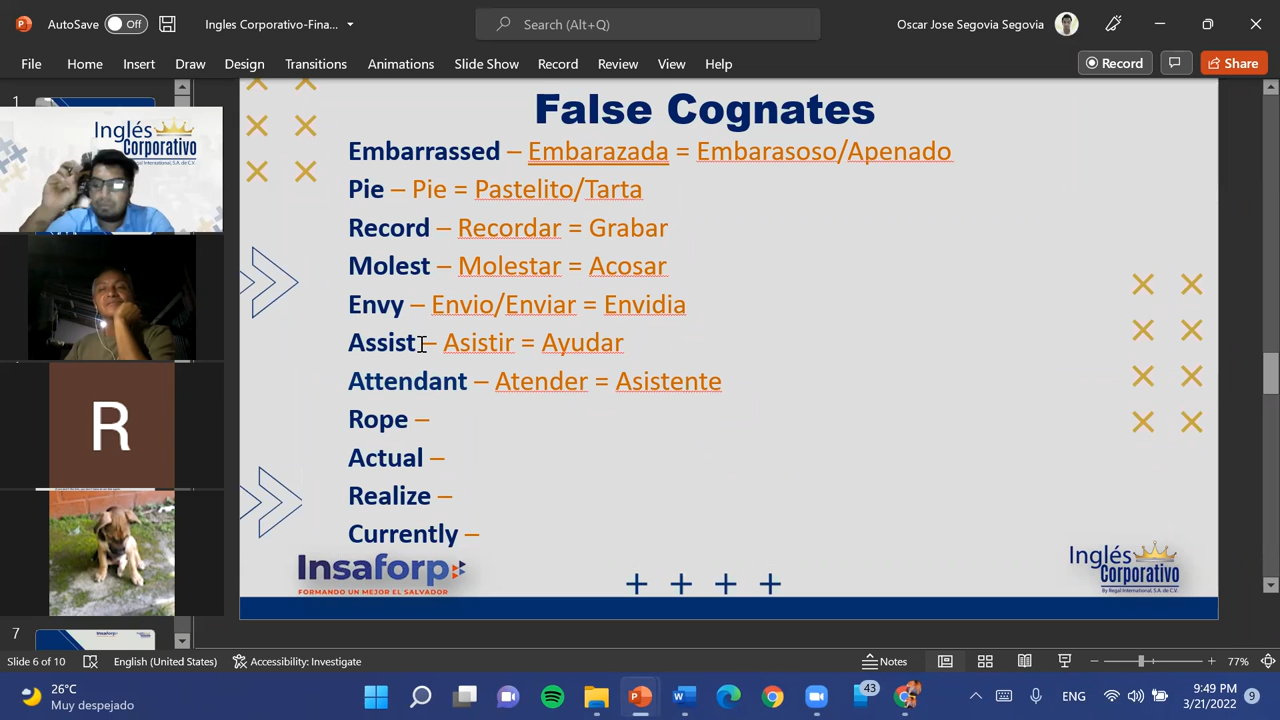 AutoSave Off Ingles Corporativo-Fina... Search (Alt+Q) Oscar Jose Segovia Segovia
File Home Insert Draw Design Transitions Animations Slide Show Record Review View Help Record Share
1
Inglés
Corporativo
R
7
False Cognates
Embarrassed – Embarazada = Embarasoso/Apenado
Pie – Pie = Pastelito/Tarta
Record – Recordar = Grabar
Molest – Molestar = Acosar
Envy – Envio/Enviar = Envidia
Assist – Asistir = Ayudar
Attendant – Atender = Asistente
Rope –
Actual –
Realize –
Currently –
Insaforp
FORMANDO UN MEJOR EL SALVADOR
Inglés
Corporativo
By Regal International, S.A. de C.V.
Slide 6 of 10 English (United States) Accessibility: Investigate Notes 77%
26°C
Muy despejado
43
ENG
9:49 PM
3/21/2022
9